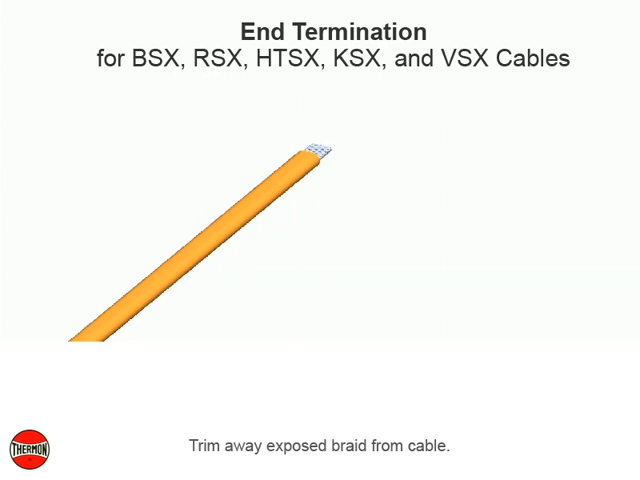 End Termination
for BSX, RSX, HTSX, KSX, and VSX Cables
THERMON
Trim away exposed braid from cable.